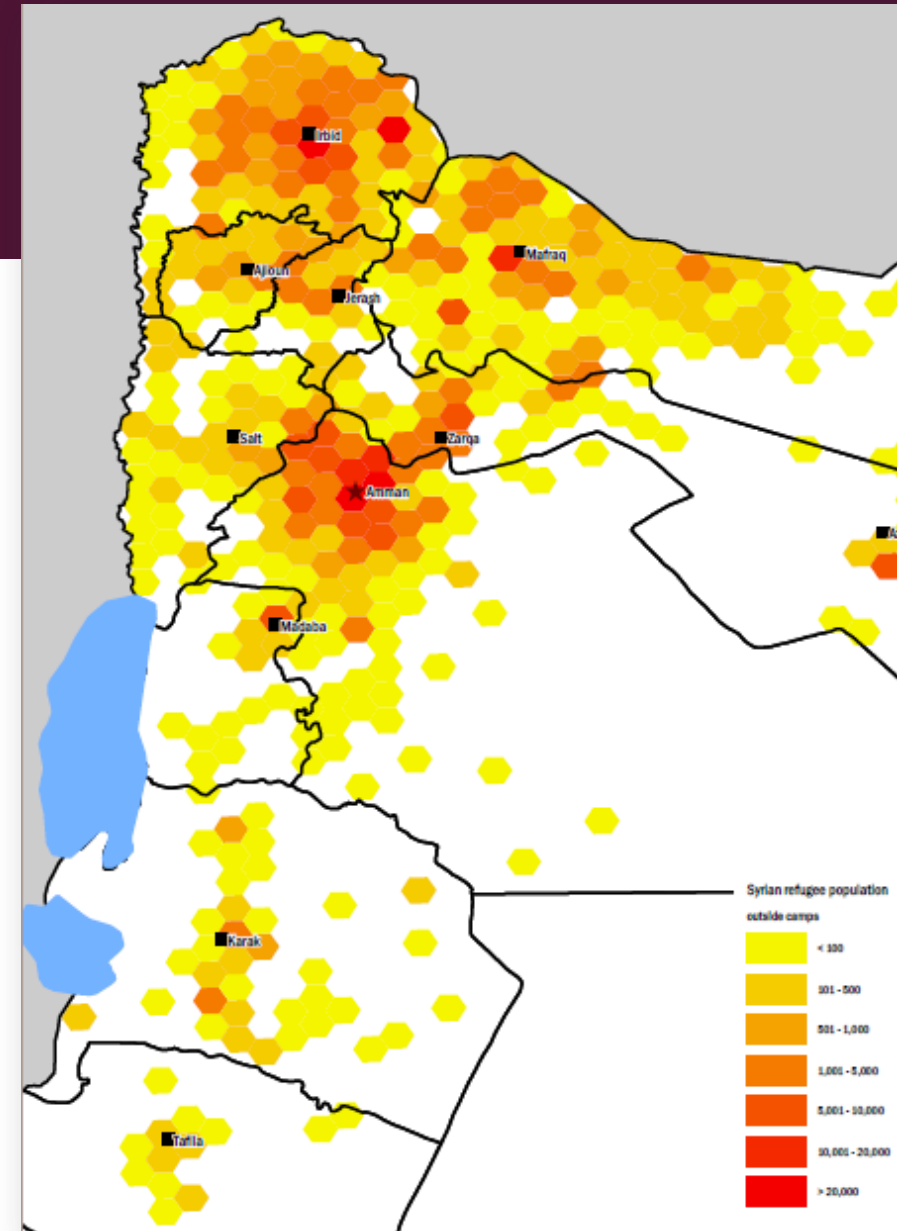 Irbid
Mafraq
Ajloun
Jerash
Salt
Zarqa
Amman
A
Madaba
Karak
Tafila
Syrian refugee population
outside camps
< 100
101 - 500
501 - 1,000
1,001 - 5,000
5,001 - 10,000
10,001 - 20,000
> 20,000